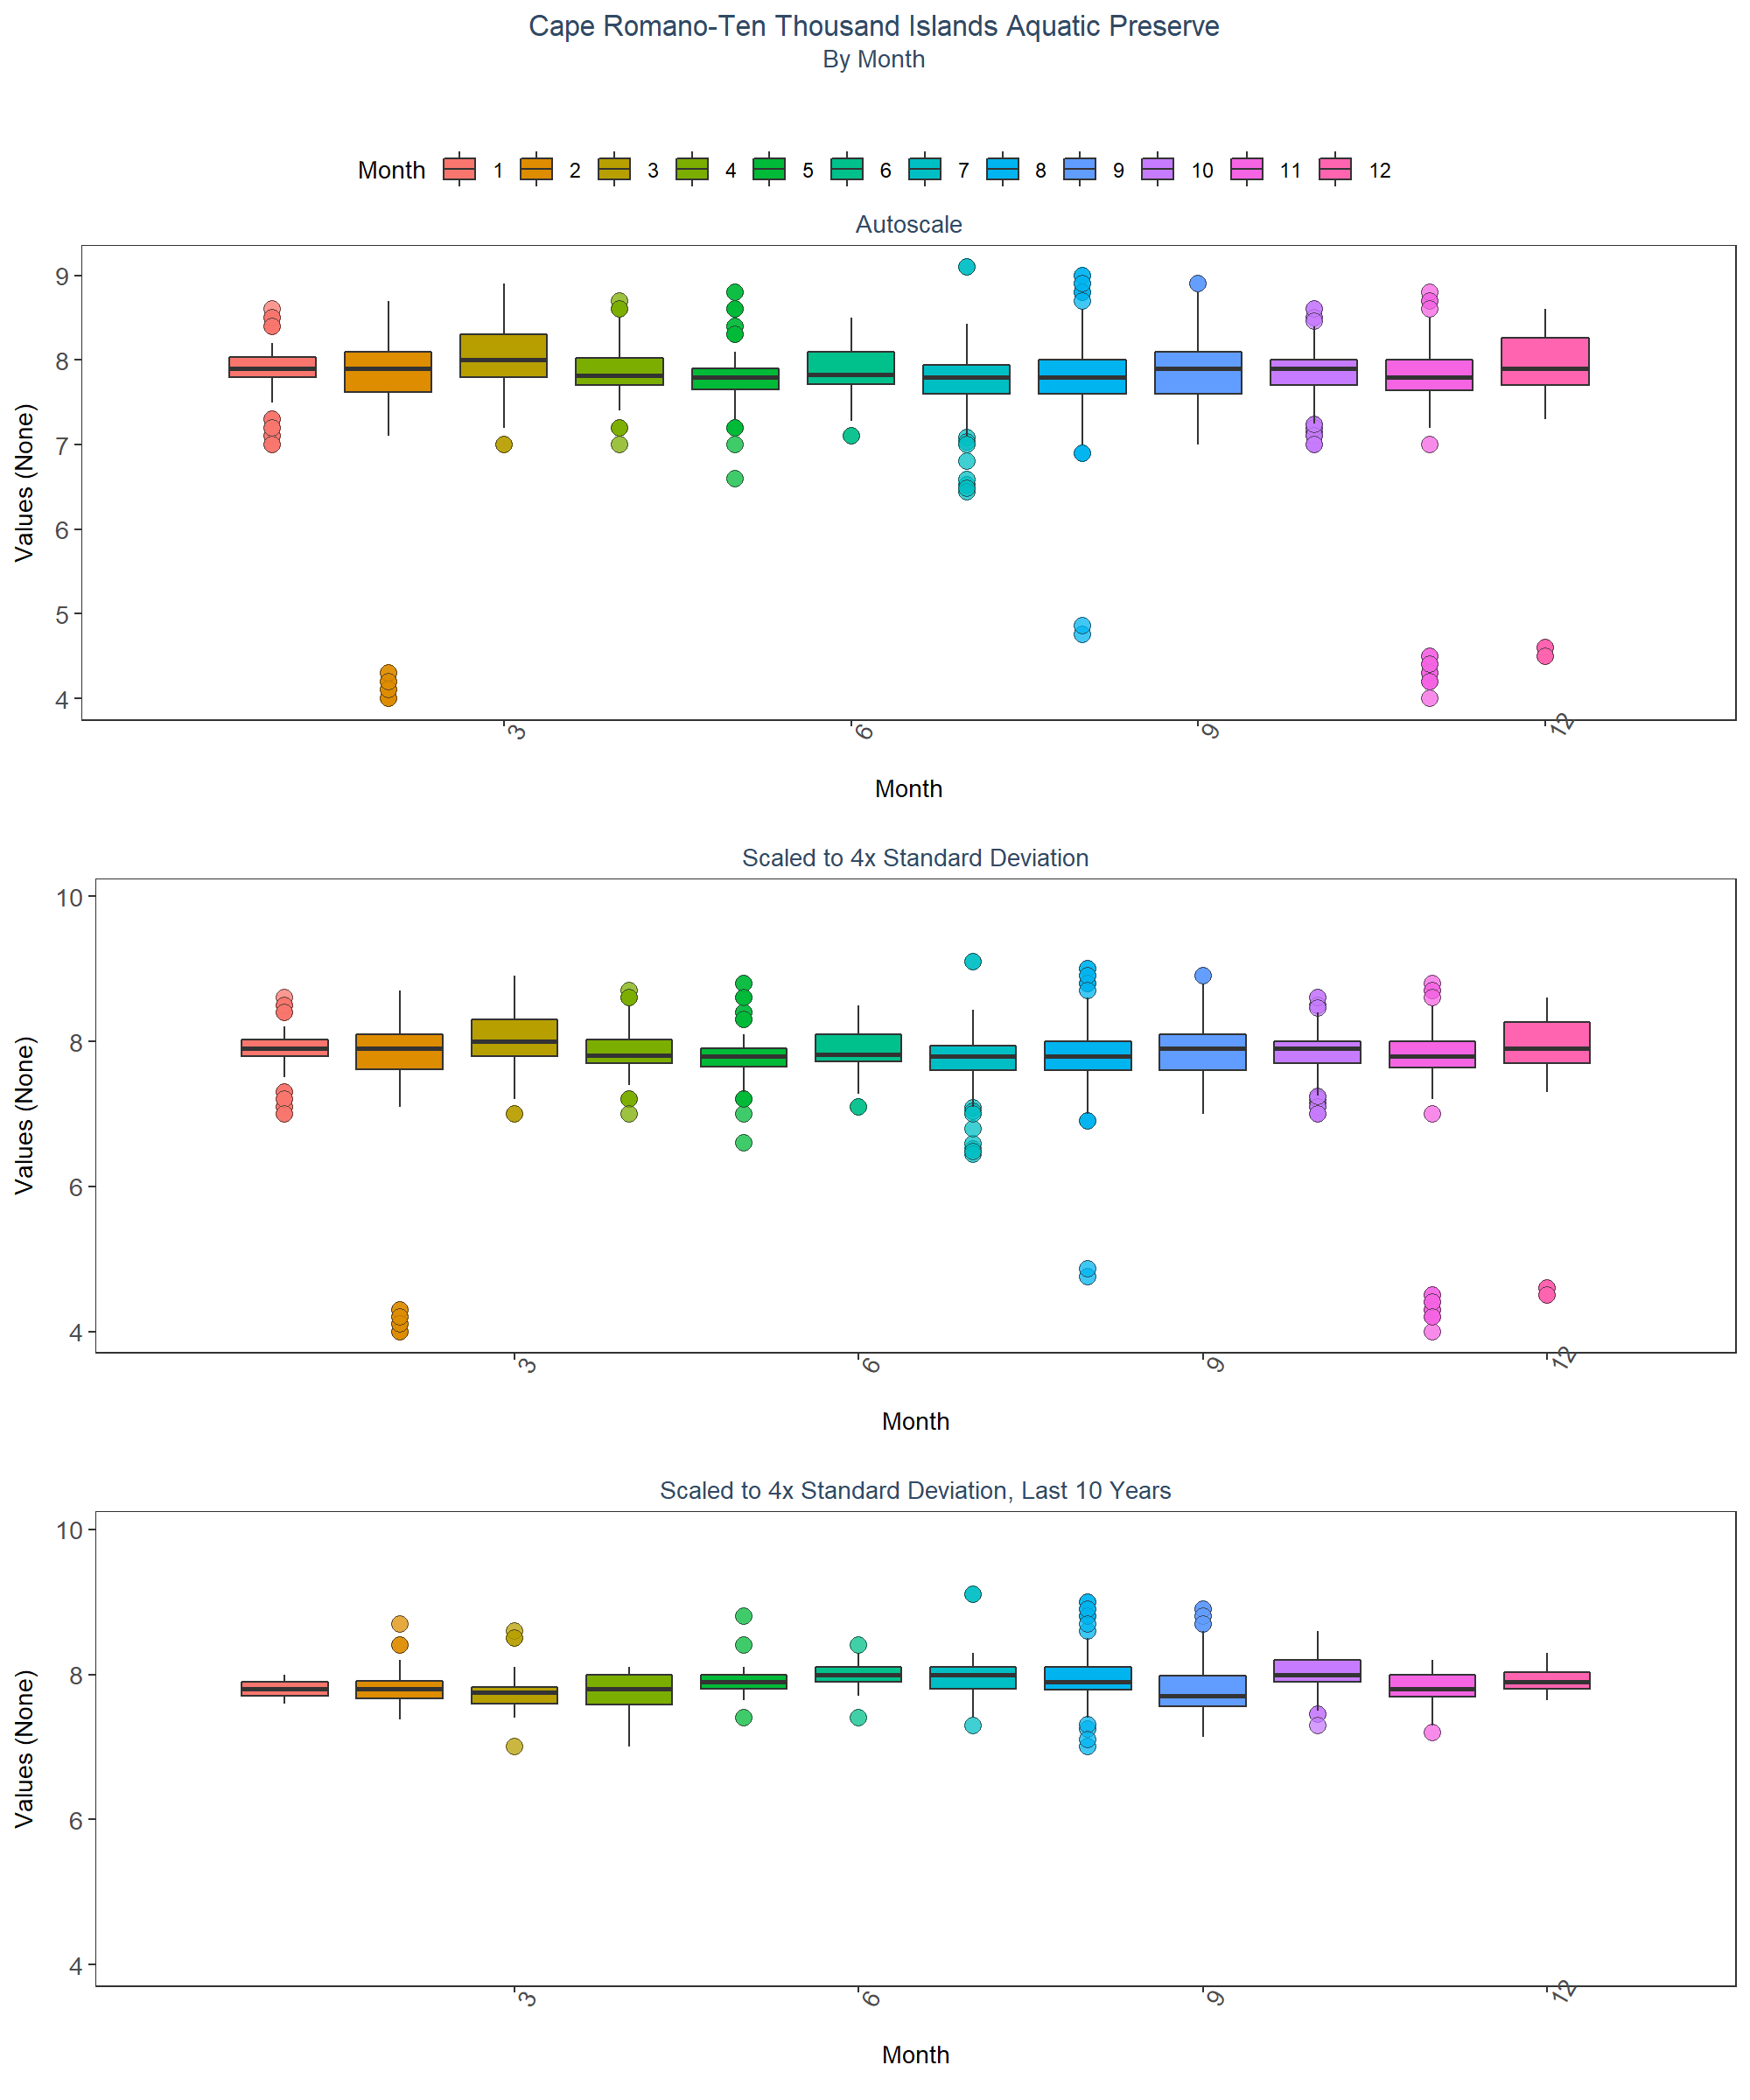 Cape Romano-Ten Thousand Islands Aquatic Preserve
By Month
Month 1 2 3 4 5 6 7 8 9 10 11 12
Autoscale
Values (None)
9
8
7
6
5
4
3 6 9 12
Month
Scaled to 4x Standard Deviation
Values (None)
10
8
6
4
3 6 9 12
Month
Scaled to 4x Standard Deviation, Last 10 Years
Values (None)
10
8
6
4
3 6 9 12
Month